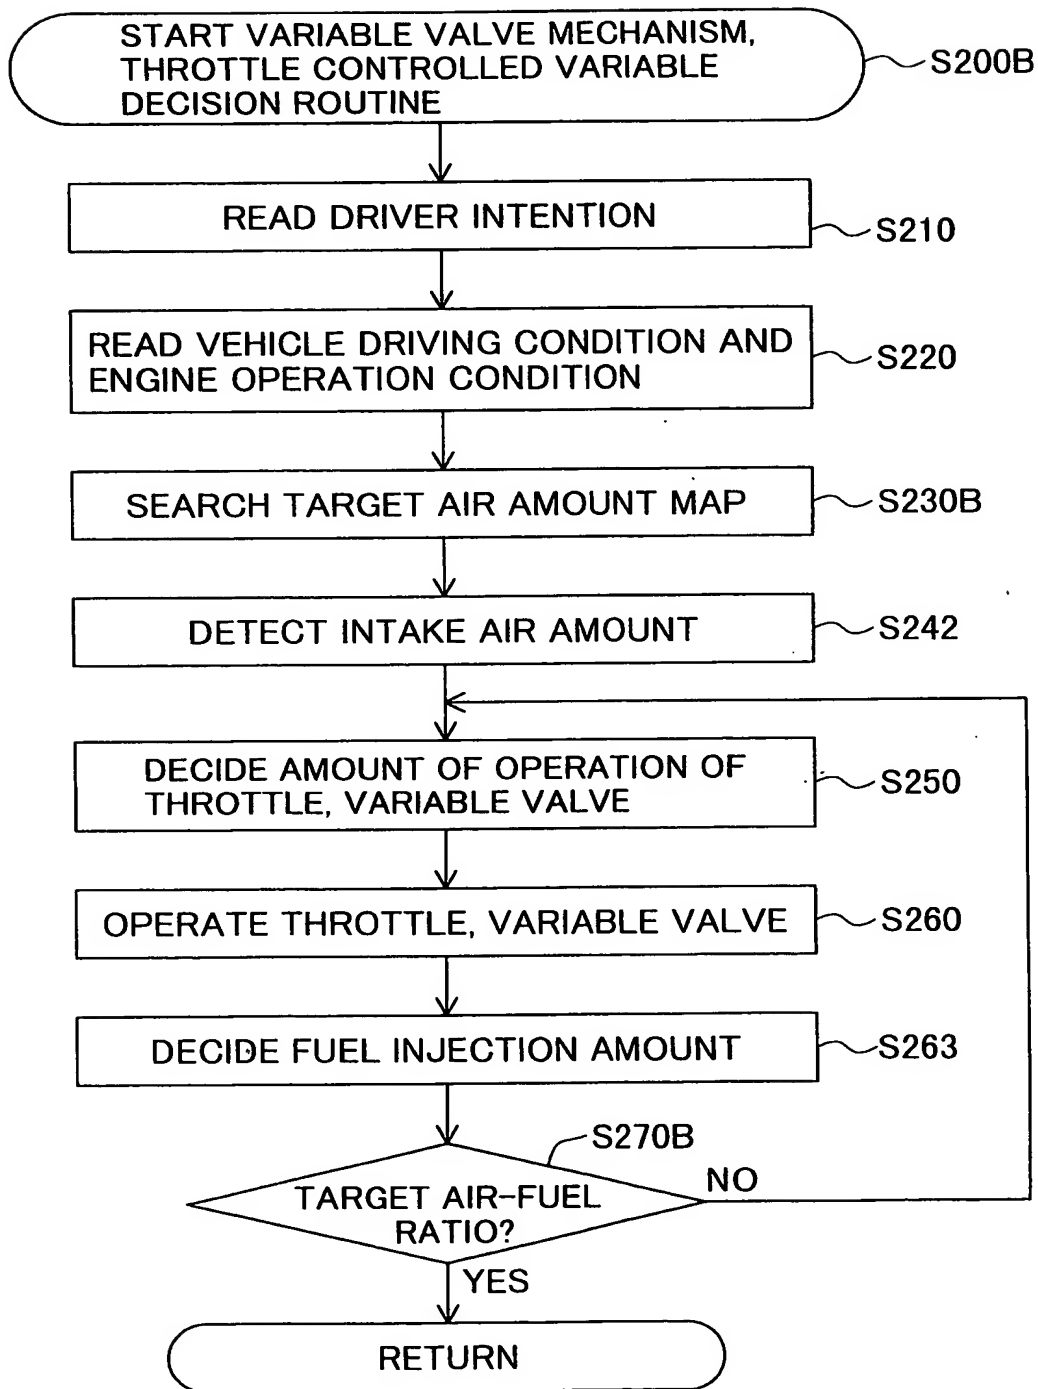 START VARIABLE VALVE MECHANISM,
THROTTLE CONTROLLED VARIABLE
DECISION ROUTINE
S200B
READ DRIVER INTENTION
S210
READ VEHICLE DRIVING CONDITION AND
ENGINE OPERATION CONDITION
S220
SEARCH TARGET AIR AMOUNT MAP
S230B
DETECT INTAKE AIR AMOUNT
S242
DECIDE AMOUNT OF OPERATION OF
THROTTLE, VARIABLE VALVE
S250
OPERATE THROTTLE, VARIABLE VALVE
S260
DECIDE FUEL INJECTION AMOUNT
S263
S270B
TARGET AIR-FUEL
RATIO?
NO
YES
RETURN